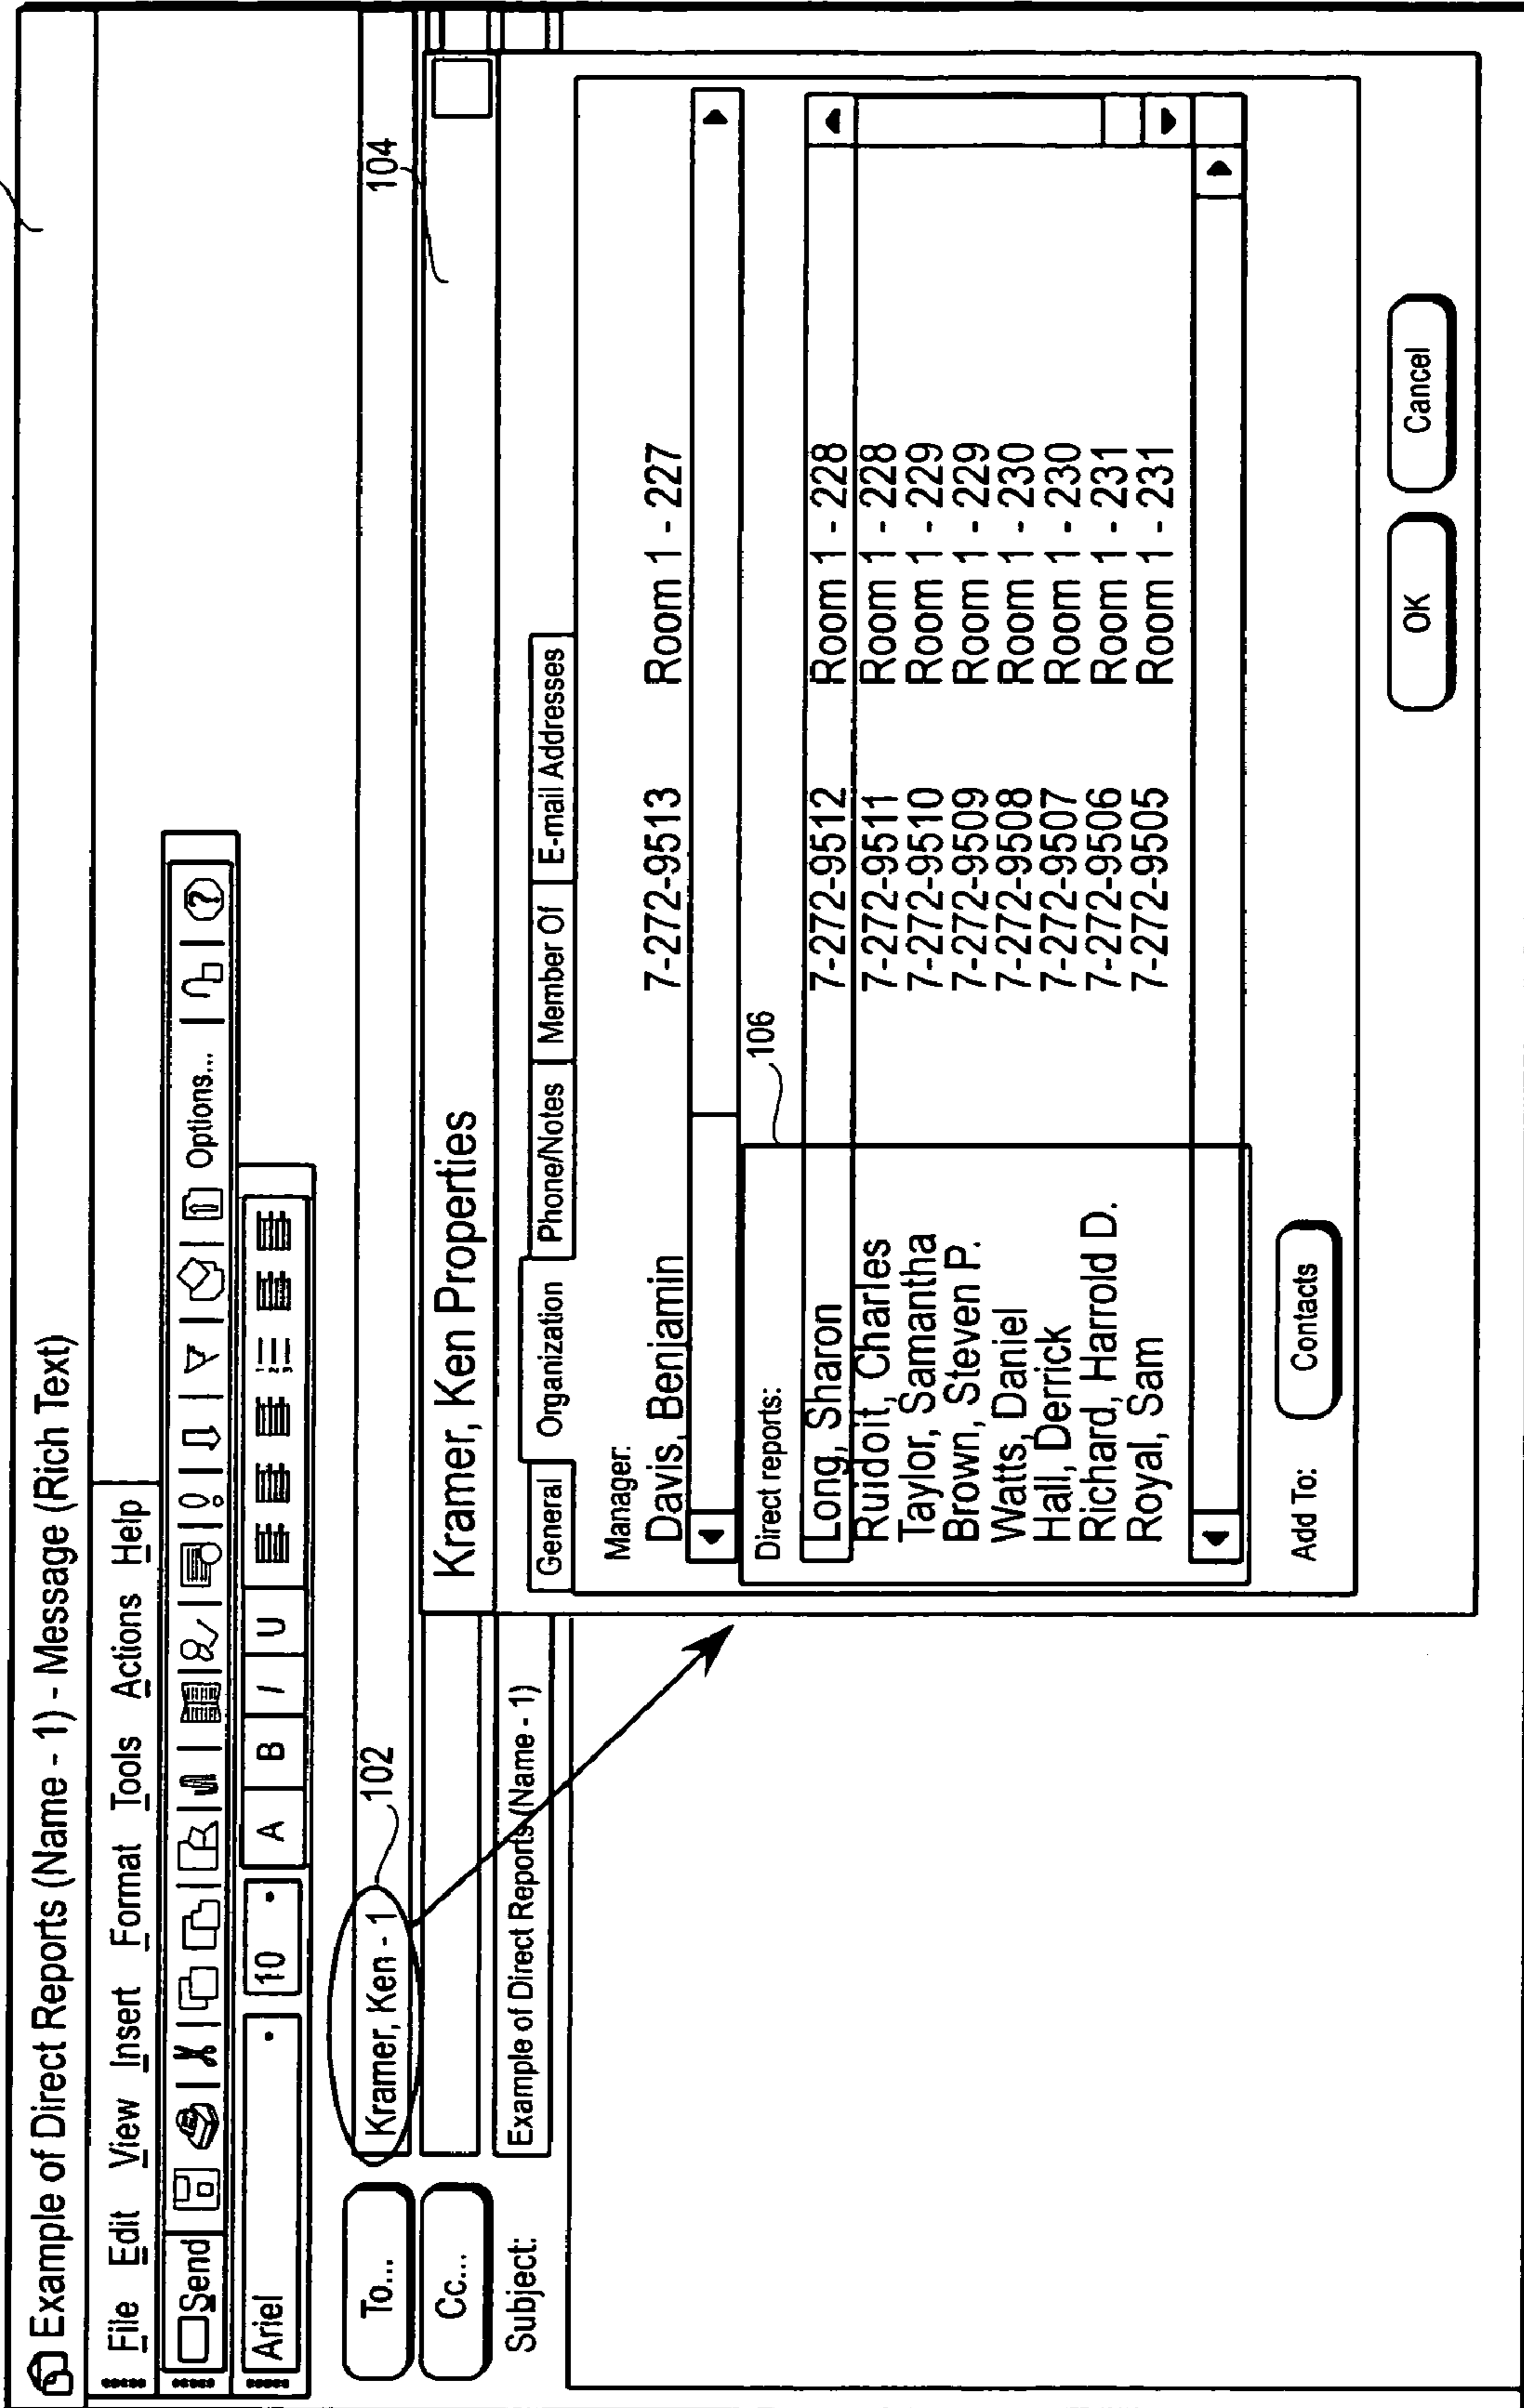 Example of Direct Reports (Name - 1) - Message (Rich Text)
File Edit View Insert Format Tools Actions Help
Send Options... ?
Ariel 10 A B I U
To... Kramer, Ken - 1
102
104
Cc...
Subject: Example of Direct Reports (Name - 1)
Kramer, Ken Properties
General Organization Phone/Notes Member Of E-mail Addresses
Manager:
Davis, Benjamin 7-272-9513 Room 1 - 227
106
Direct reports:
Long, Sharon 7-272-9512 Room 1 - 228
Ruidoit, Charles 7-272-9511 Room 1 - 228
Taylor, Samantha 7-272-9510 Room 1 - 229
Brown, Steven P. 7-272-9509 Room 1 - 229
Watts, Daniel 7-272-9508 Room 1 - 230
Hall, Derrick 7-272-9507 Room 1 - 230
Richard, Harrold D. 7-272-9506 Room 1 - 231
Royal, Sam 7-272-9505 Room 1 - 231
Add To: Contacts
OK Cancel